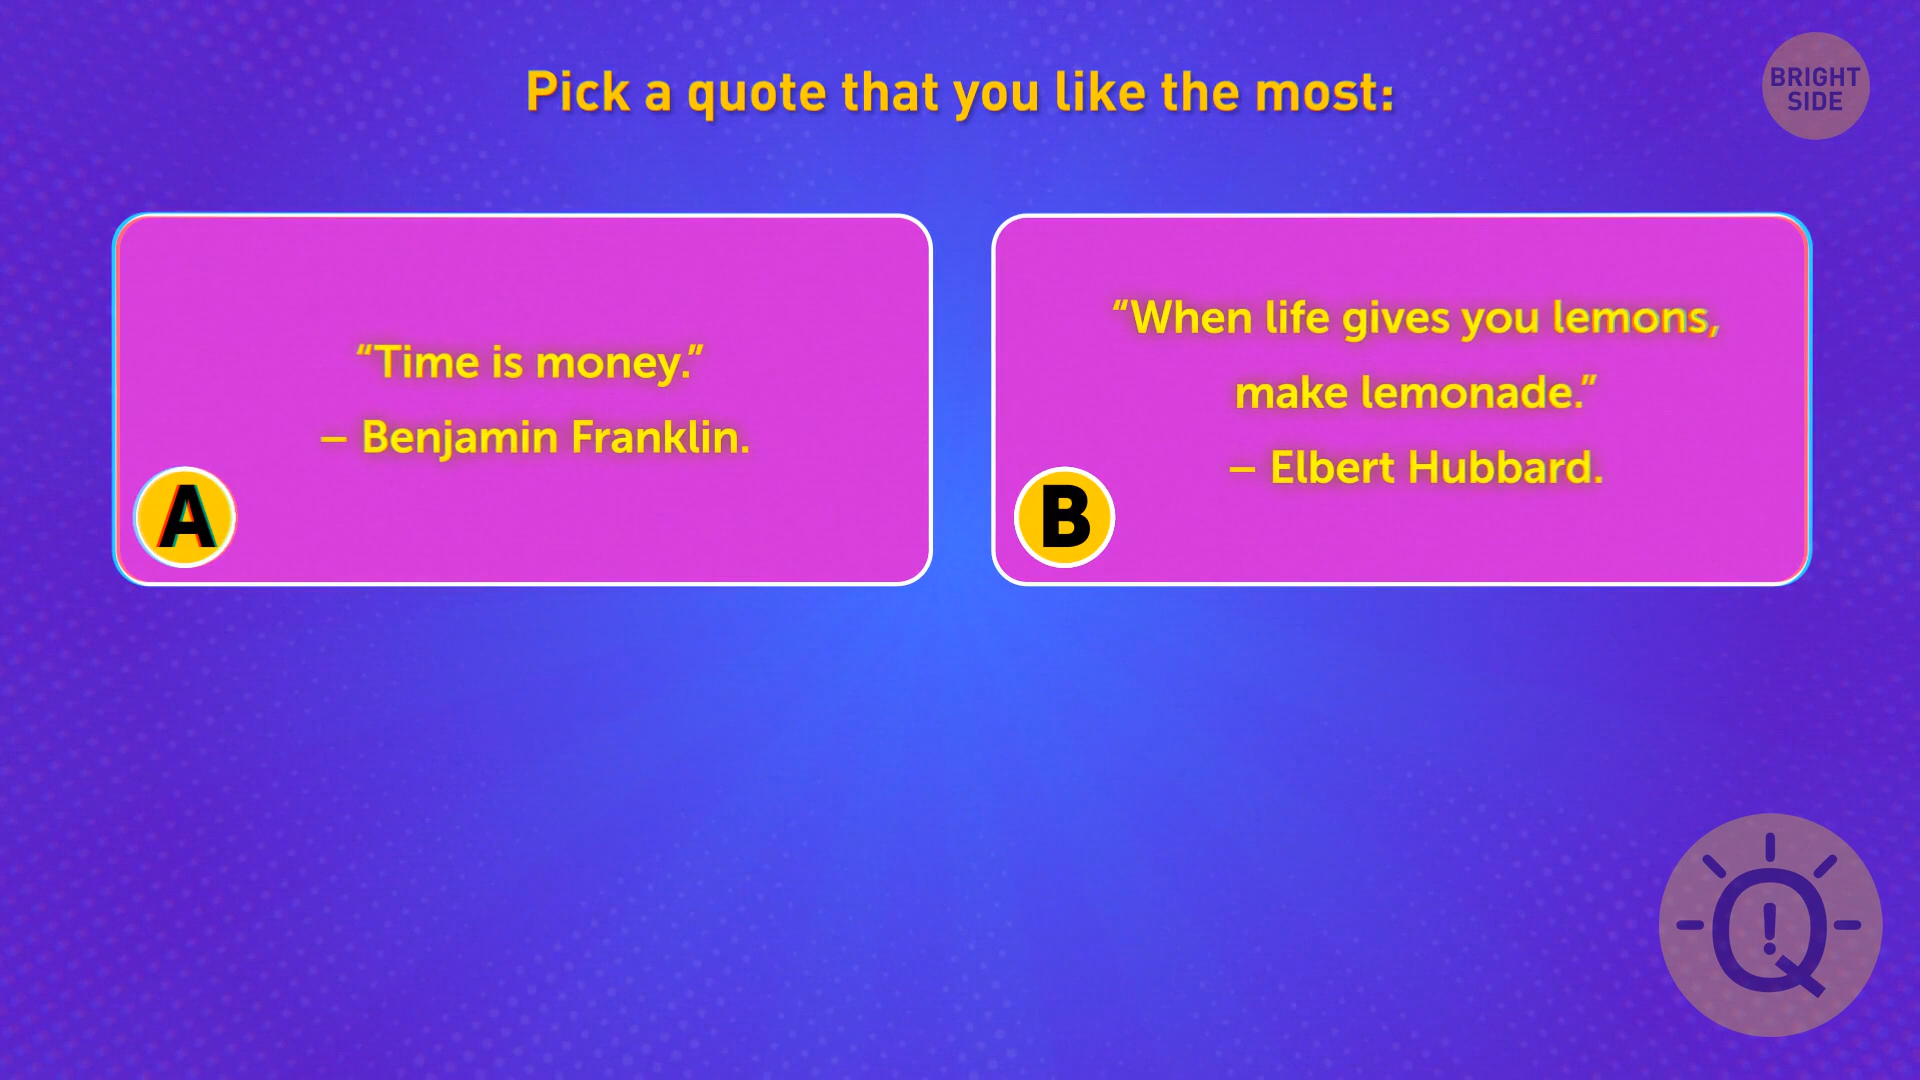 Pick a quote that you like the most:
BRIGHT
SIDE
“Time is money.”
– Benjamin Franklin.
A
“When life gives you lemons,
make lemonade.”
– Elbert Hubbard.
B
Q!